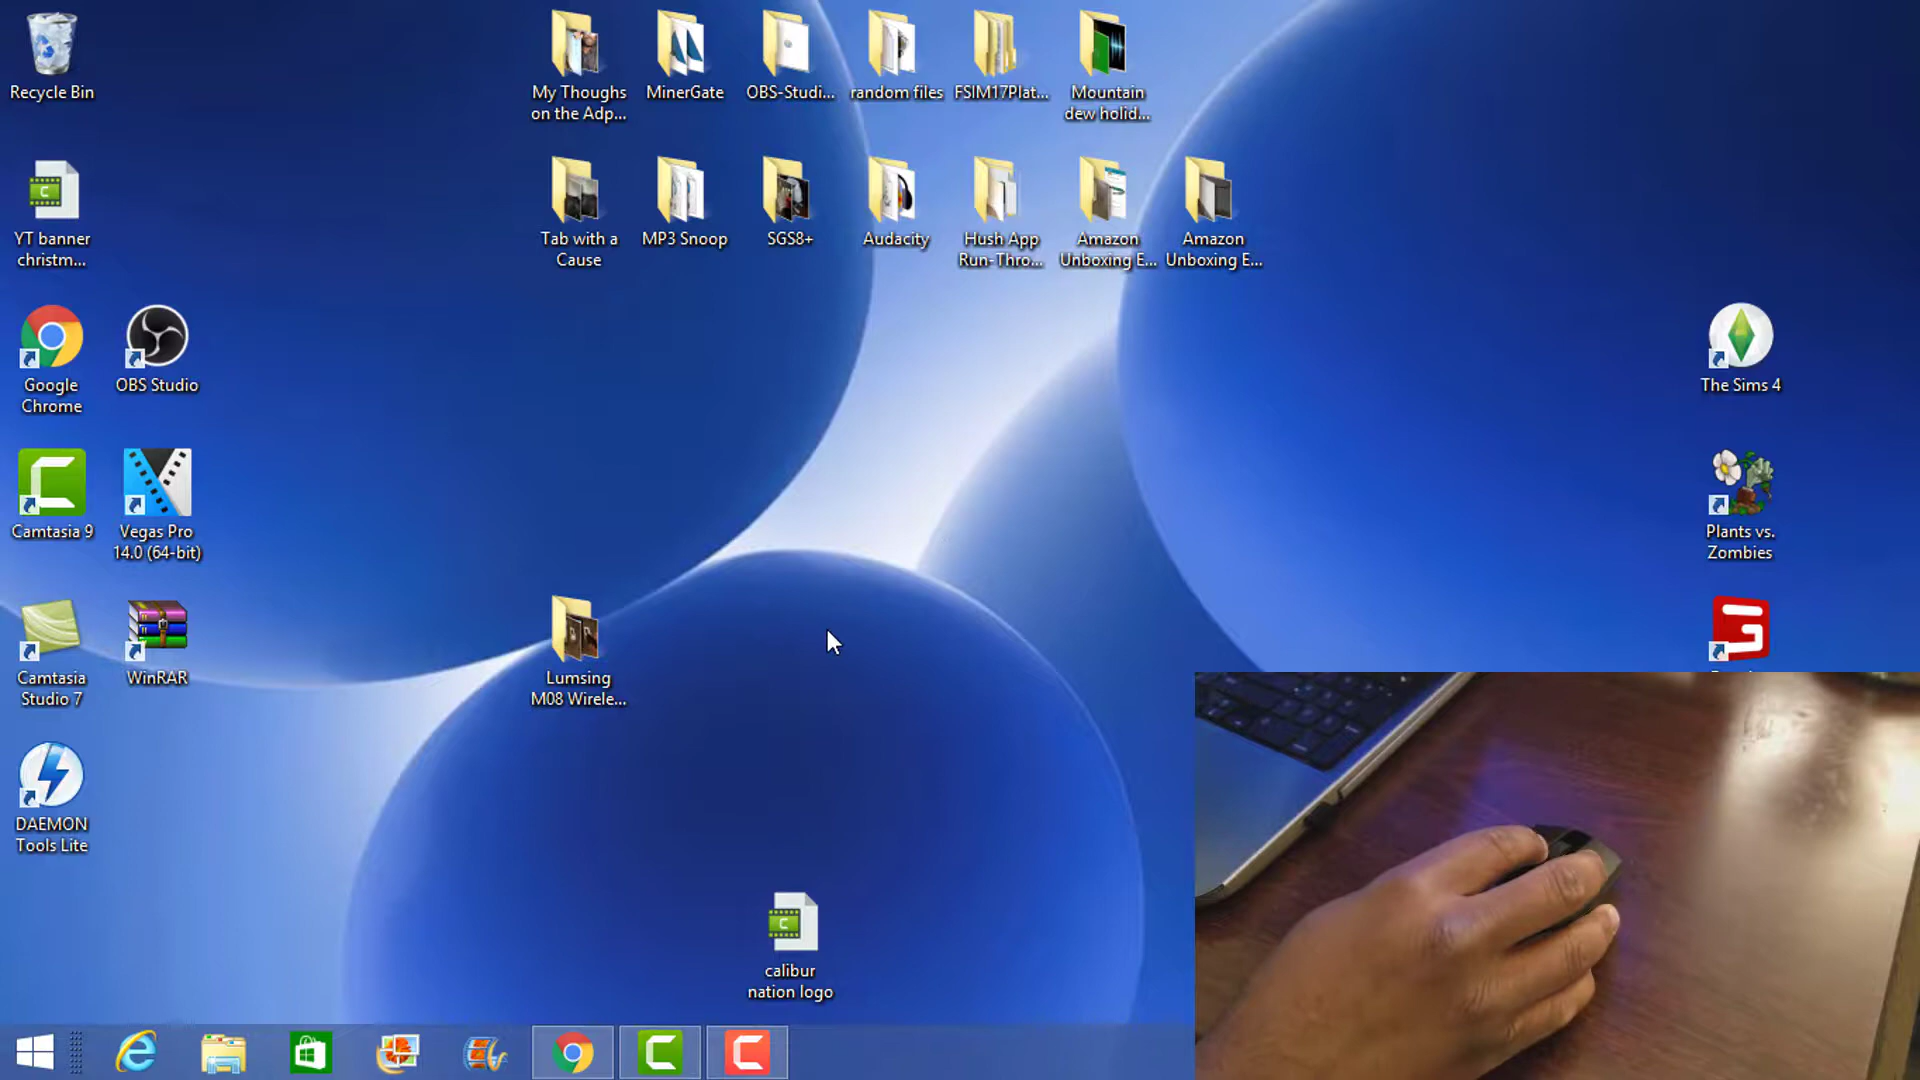 Recycle Bin
My Thoughs
on the Adp...
MinerGate
OBS-Studi...
random files
FSIM17Plat...
Mountain
dew holid...
YT banner
christm...
Tab with a
Cause
MP3 Snoop
SGS8+
Audacity
Hush App
Run-Thro...
Amazon
Unboxing E...
Amazon
Unboxing E...
Google
Chrome
OBS Studio
The Sims 4
Camtasia 9
Vegas Pro
14.0 (64-bit)
Plants vs.
Zombies
Camtasia
Studio 7
WinRAR
Lumsing
M08 Wirele...
DAEMON
Tools Lite
calibur
nation logo